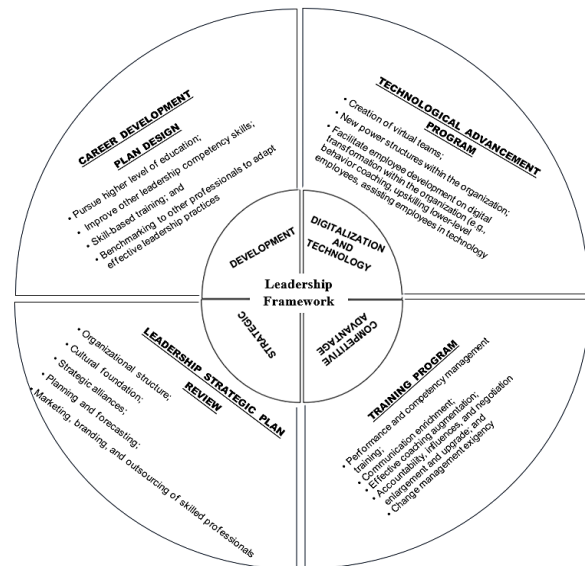 CAREER DEVELOPMENT
PLAN DESIGN
• Pursue higher level of education;
• Improve other leadership competency skills;
• Skill-based training; and
• Benchmarking to other professionals to adapt
effective leadership practices
TECHNOLOGICAL ADVANCEMENT
PROGRAM
• Creation of virtual teams;
• New power structures within the organization;
• Facilitate employee development on digital
transformation within the organization (e.g.,
behavior coaching, upskilling lower-level
employees, assisting employees in technology
DEVELOPMENT
DIGITALIZATION
AND
TECHNOLOGY
Leadership
Framework
STRATEGIC
COMPETITIVE
ADVANTAGE
LEADERSHIP STRATEGIC PLAN
REVIEW
• Organizational structure;
• Cultural foundation;
• Strategic alliances;
• Planning and forecasting;
• Marketing, branding, and outsourcing of skilled professionals
TRAINING PROGRAM
• Performance and competency management
training;
• Communication enrichment;
• Effective coaching augmentation;
• Accountability, influences, and negotiation
enlargement and upgrade; and
• Change management exigency